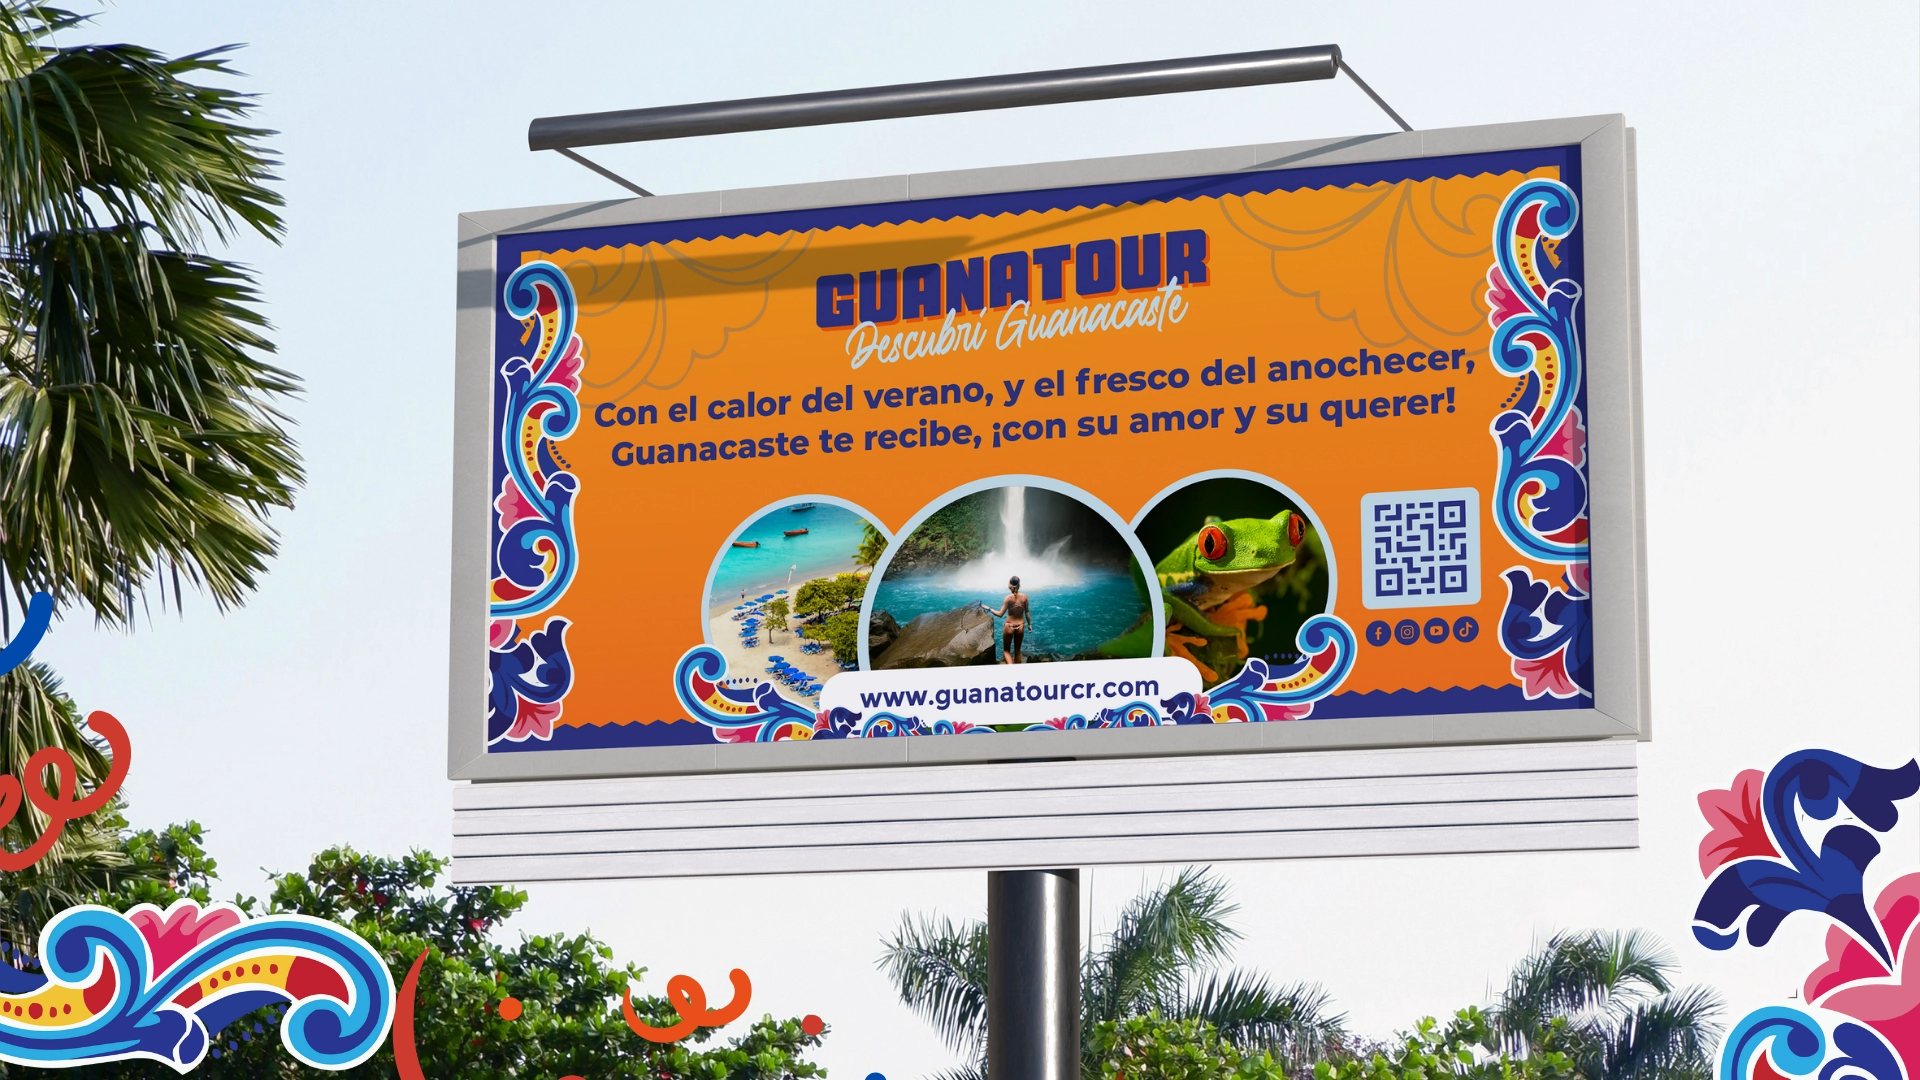 GUANATOUR
Descubrí Guanacaste
Con el calor del verano, y el fresco del anochecer,
Guanacaste te recibe, ¡con su amor y su querer!
www.guanatourcr.com